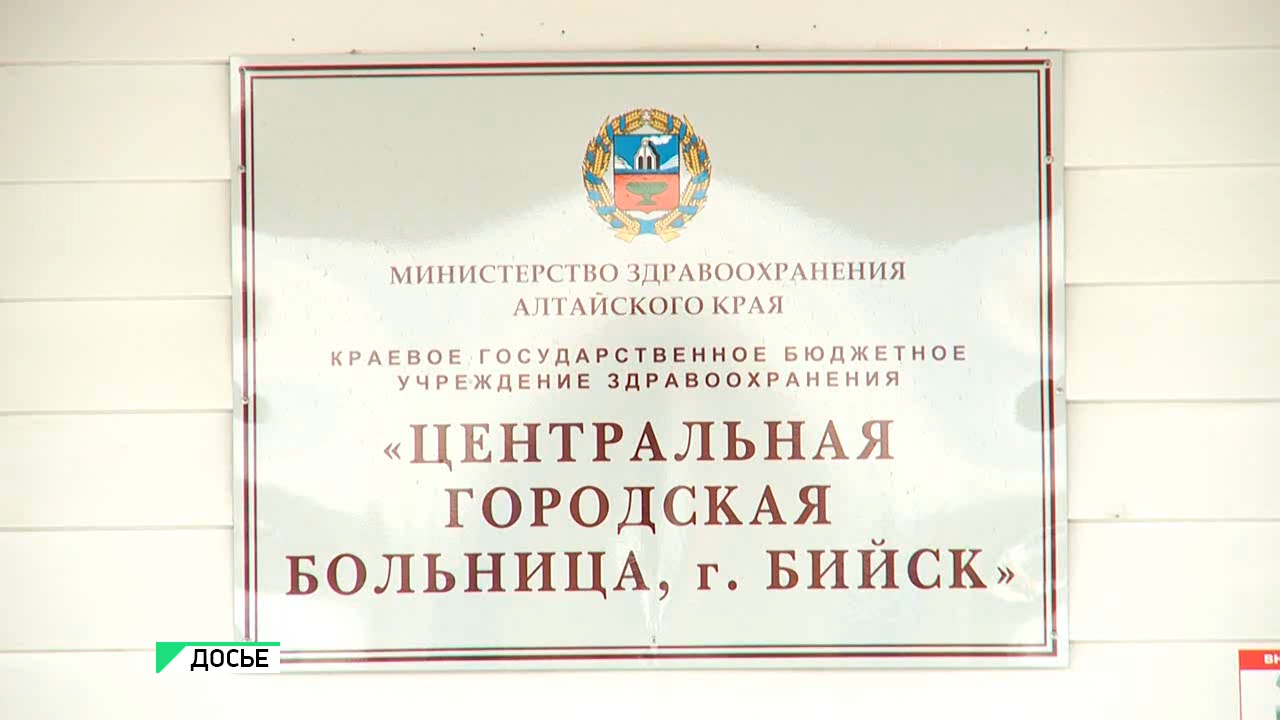 МИНИСТЕРСТВО ЗДРАВООХРАНЕНИЯ
АЛТАЙСКОГО КРАЯ
КРАЕВОЕ ГОСУДАРСТВЕННОЕ БЮДЖЕТНОЕ
УЧРЕЖДЕНИЕ ЗДРАВООХРАНЕНИЯ
«ЦЕНТРАЛЬНАЯ
ГОРОДСКАЯ
БОЛЬНИЦА, г. БИЙСК»
ДОСЬЕ